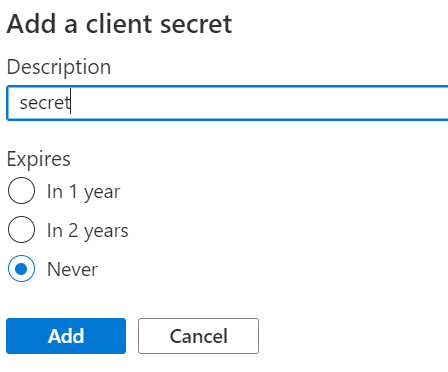 Add a client secret
Description
secret
Expires
In 1 year
In 2 years
Never
Add Cancel